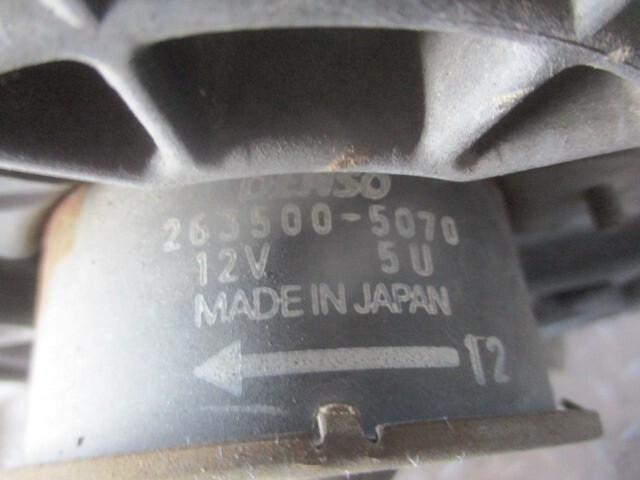 DENSO
263500-5070
12V 5U
MADE IN JAPAN
T2